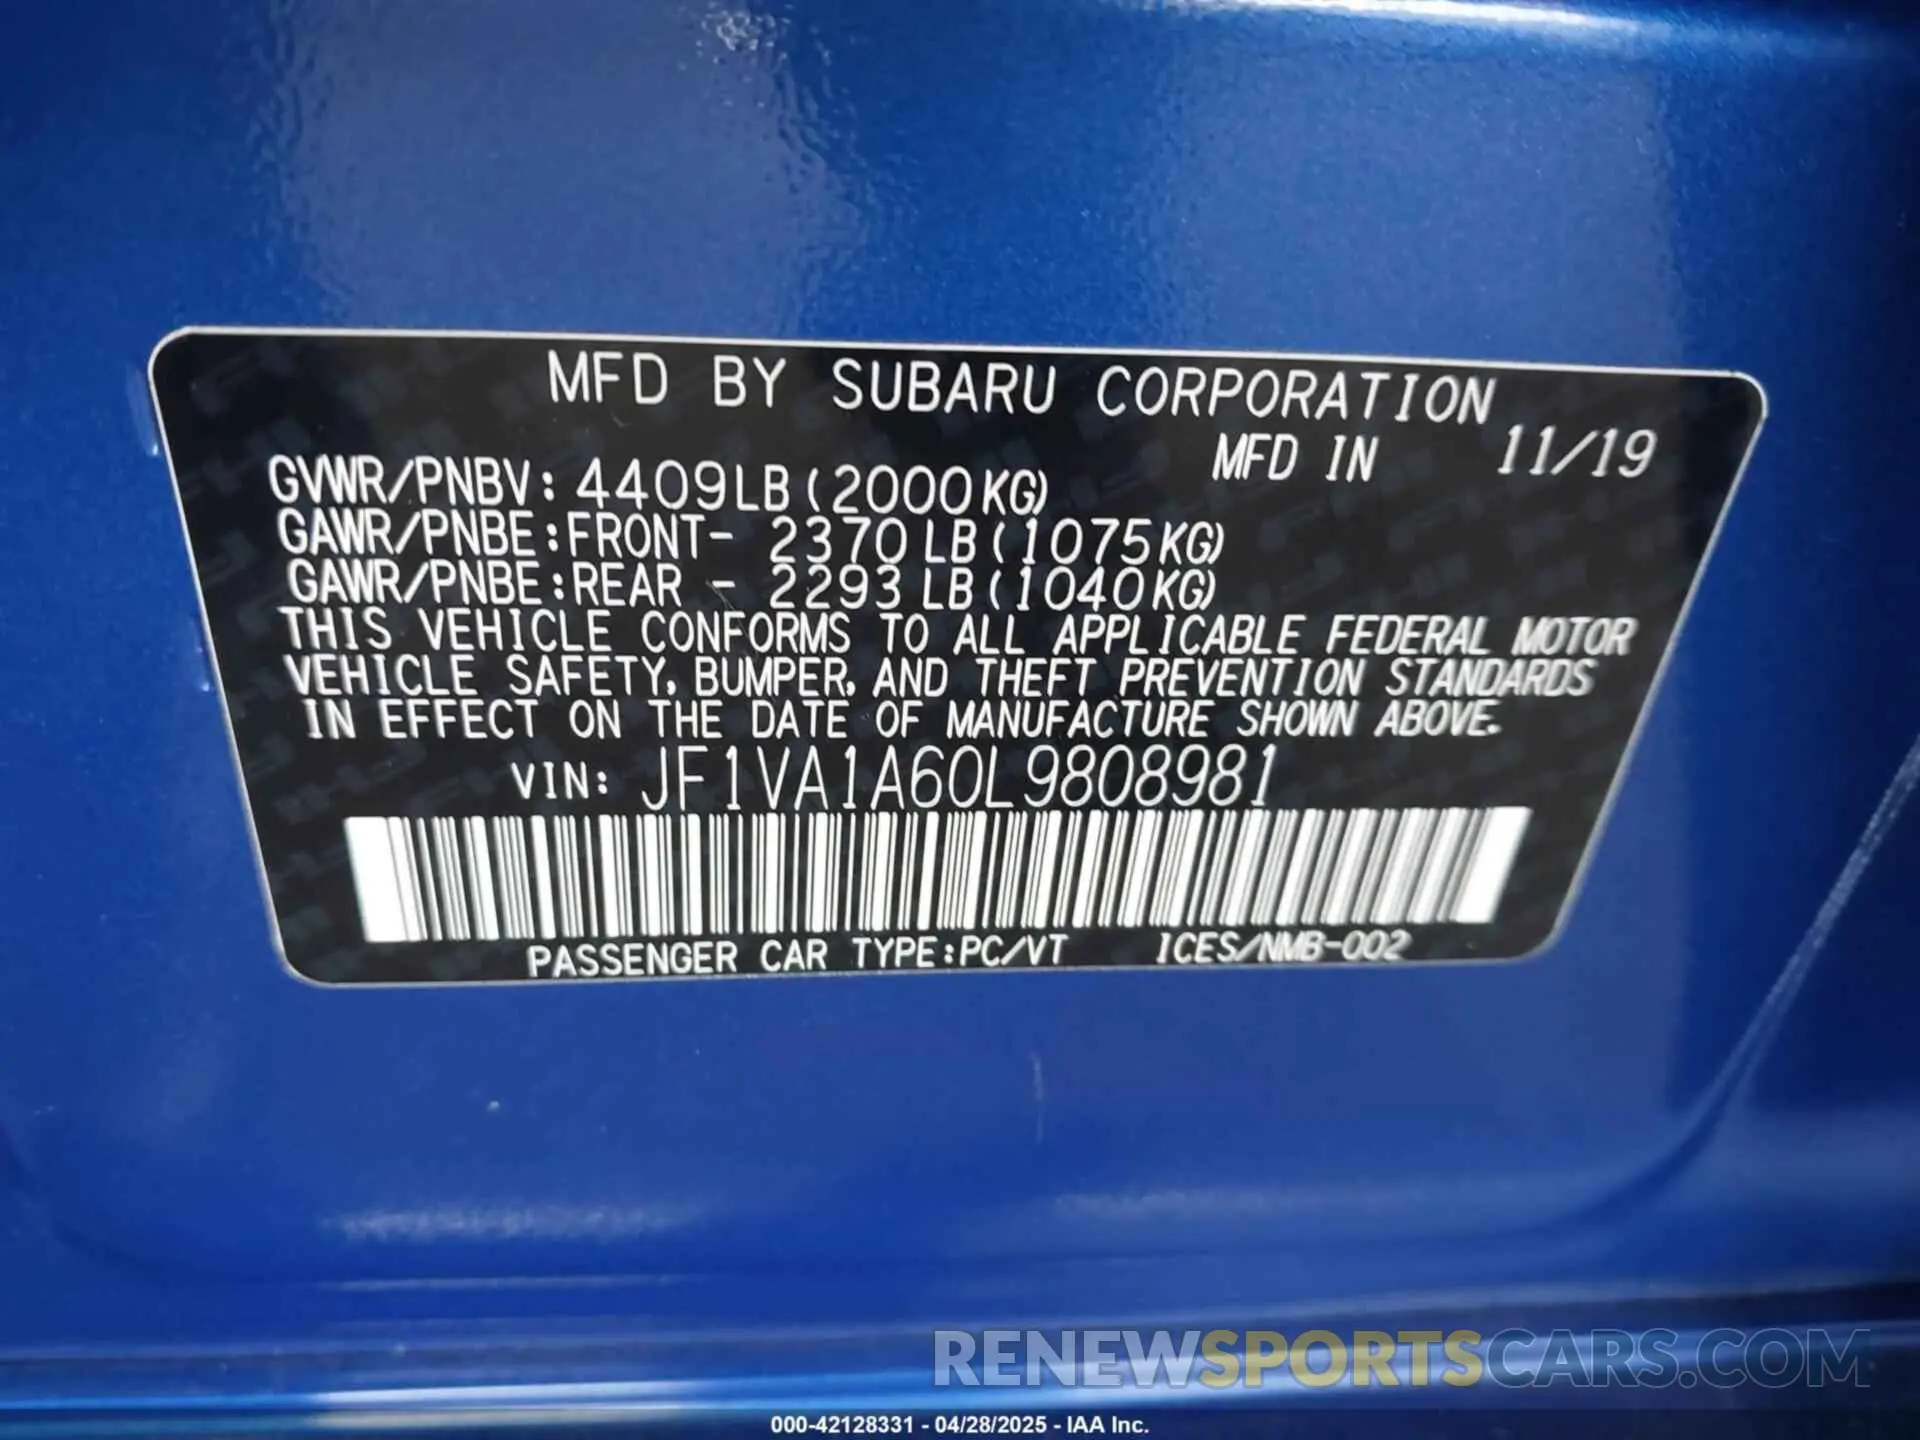 MFD BY SUBARU CORPORATION
MFD IN 11/19
GVWR/PNBV: 4409LB(2000KG)
GAWR/PNBE:FRONT- 2370LB(1075KG)
GAWR/PNBE:REAR - 2293LB(1040KG)
THIS VEHICLE CONFORMS TO ALL APPLICABLE FEDERAL MOTOR
VEHICLE SAFETY, BUMPER, AND THEFT PREVENTION STANDARDS
IN EFFECT ON THE DATE OF MANUFACTURE SHOWN ABOVE.
VIN: JF1VA1A60L9808981
PASSENGER CAR TYPE:PC/VT ICES/NMB-002
RENEWSPORTSCARS.COM
000-42128331 - 04/28/2025 - IAA Inc.